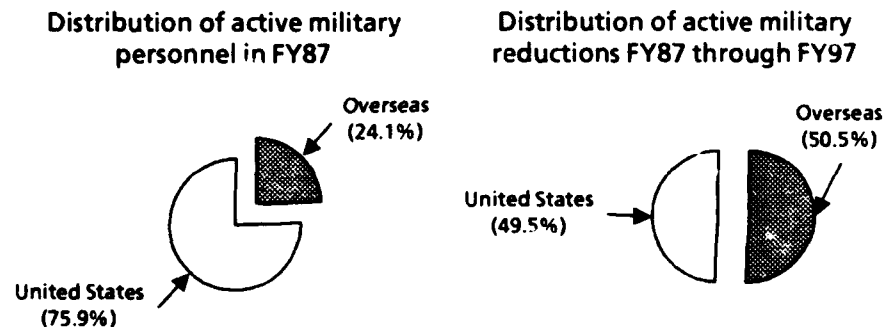 Distribution of active military
personnel in FY87
Overseas
(24.1%)
United States
(75.9%)
Distribution of active military
reductions FY87 through FY97
Overseas
(50.5%)
United States
(49.5%)